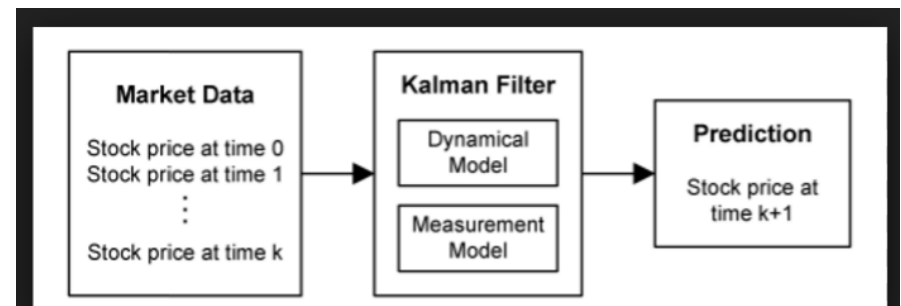 Market Data
Stock price at time 0
Stock price at time 1
⋮
Stock price at time k
Kalman Filter
Dynamical
Model
Measurement
Model
Prediction
Stock price at
time k+1